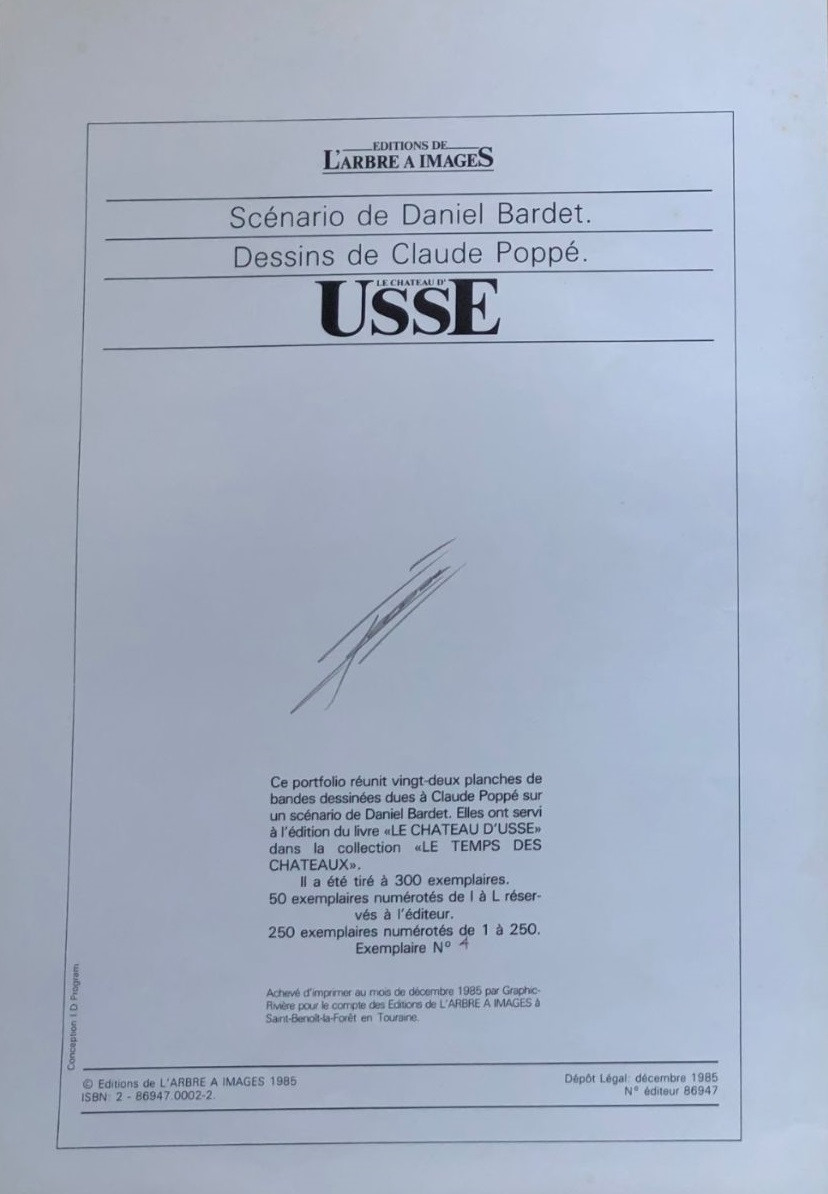 EDITIONS DE
L'ARBRE A IMAGES
Scénario de Daniel Bardet.
Dessins de Claude Poppé.
LE CHATEAU D'
USSE
Ce portfolio réunit vingt-deux planches de
bandes dessinées dues à Claude Poppé sur
un scénario de Daniel Bardet. Elles ont servi
à l'édition du livre «LE CHATEAU D'USSE»
dans la collection «LE TEMPS DES
CHATEAUX».
Il a été tiré à 300 exemplaires.
50 exemplaires numérotés de I à L réser-
vés à l'éditeur.
250 exemplaires numérotés de 1 à 250.
Exemplaire N°
Achevé d'imprimer au mois de décembre 1985 par Graphic-
Rivière pour le compte des Editions de L'ARBRE A IMAGES à
Saint-Benoît-la-Forêt en Touraine.
Conception I.D Program
© Editions de L'ARBRE A IMAGES 1985
ISBN: 2 - 86947.0002-2.
Dépôt Légal: décembre 1985
N° éditeur 86947